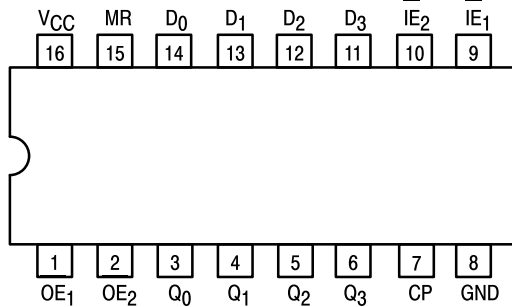 VCC MR D0 D1 D2 D3 IE2 IE1
16 15 14 13 12 11 10 9
1 2 3 4 5 6 7 8
OE1 OE2 Q0 Q1 Q2 Q3 CP GND